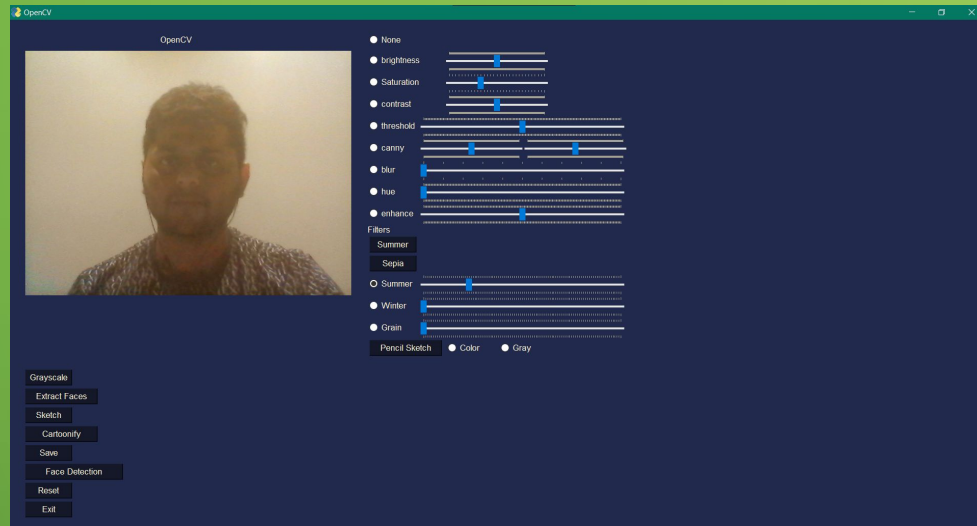 OpenCV
OpenCV
None
brightness
Saturation
contrast
threshold
canny
blur
hue
enhance
Filters
Summer
Sepia
Summer
Winter
Grain
Pencil Sketch Color Gray
Grayscale
Extract Faces
Sketch
Cartoonify
Save
Face Detection
Reset
Exit